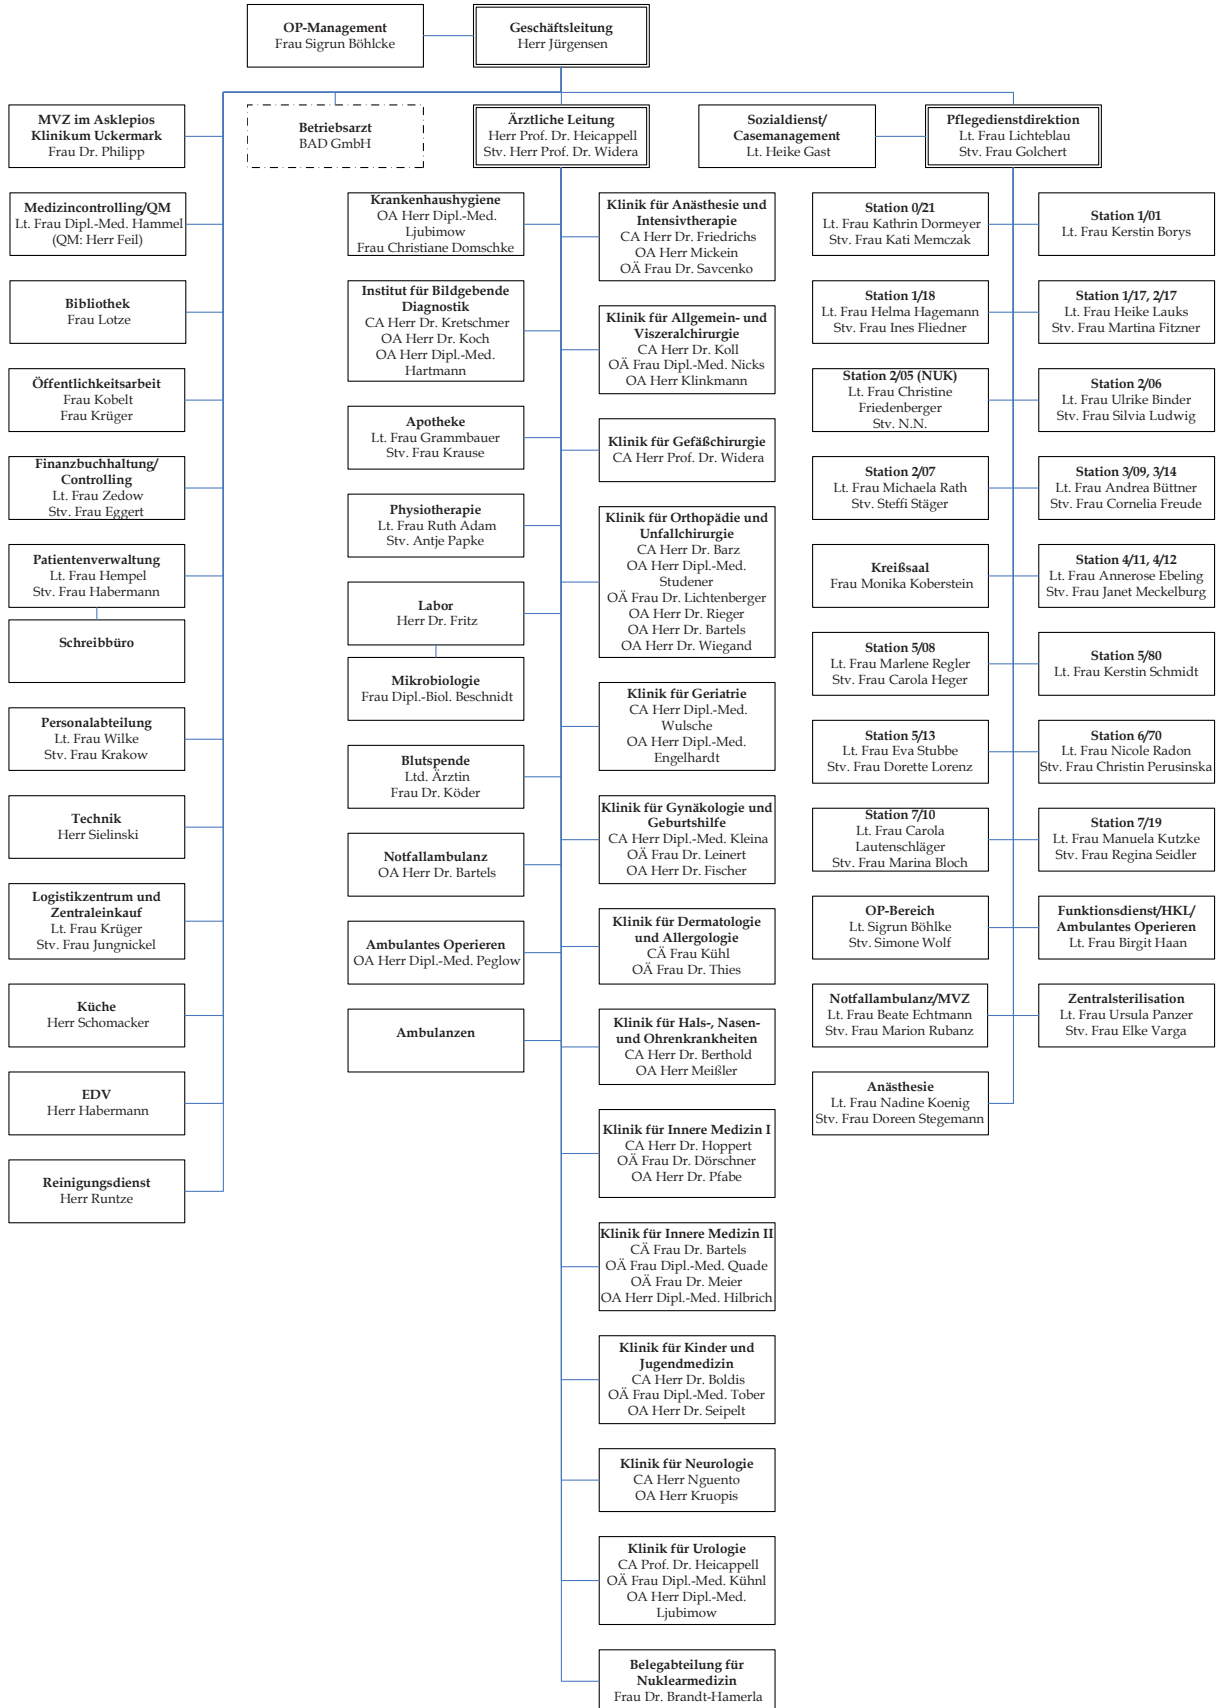 OP-Management
Frau Sigrun Böhlcke
Geschäftsleitung
Herr Jürgensen
MVZ im Asklepios
Klinikum Uckermark
Frau Dr. Philipp
Betriebsarzt
BAD GmbH
Ärztliche Leitung
Herr Prof. Dr. Heicappell
Stv. Herr Prof. Dr. Widera
Sozialdienst/
Casemanagement
Lt. Heike Gast
Pflegedienstdirektion
Lt. Frau Lichteblau
Stv. Frau Golchert
Medizincontrolling/QM
Lt. Frau Dipl.-Med. Hammel
(QM: Herr Feil)
Bibliothek
Frau Lotze
Öffentlichkeitsarbeit
Frau Kobelt
Frau Krüger
Finanzbuchhaltung/
Controlling
Lt. Frau Zedow
Stv. Frau Eggert
Patientenverwaltung
Lt. Frau Hempel
Stv. Frau Habermann
Schreibbüro
Personalabteilung
Lt. Frau Wilke
Stv. Frau Krakow
Technik
Herr Sielinski
Logistikzentrum und
Zentraleinkauf
Lt. Frau Krüger
Stv. Frau Jungnickel
Küche
Herr Schomacker
EDV
Herr Habermann
Reinigungsdienst
Herr Runtze
Krankenhaushygiene
OA Herr Dipl.-Med.
Ljubimow
Frau Christiane Domschke
Institut für Bildgebende
Diagnostik
CA Herr Dr. Kretschmer
OA Herr Dr. Koch
OA Herr Dipl.-Med.
Hartmann
Apotheke
Lt. Frau Grammbauer
Stv. Frau Krause
Physiotherapie
Lt. Frau Ruth Adam
Stv. Antje Papke
Labor
Herr Dr. Fritz
Mikrobiologie
Frau Dipl.-Biol. Beschnidt
Blutspende
Ltd. Ärztin
Frau Dr. Köder
Notfallambulanz
OA Herr Dr. Bartels
Ambulantes Operieren
OA Herr Dipl.-Med. Peglow
Ambulanzen
Klinik für Anästhesie und
Intensivtherapie
CA Herr Dr. Friedrichs
OA Herr Mickein
OÄ Frau Dr. Savcenko
Klinik für Allgemein- und
Viszeralchirurgie
CA Herr Dr. Koll
OÄ Frau Dipl.-Med. Nicks
OA Herr Klinkmann
Klinik für Gefäßchirurgie
CA Herr Prof. Dr. Widera
Klinik für Orthopädie und
Unfallchirurgie
CA Herr Dr. Barz
OA Herr Dipl.-Med.
Studener
OÄ Frau Dr. Lichtenberger
OA Herr Dr. Rieger
OA Herr Dr. Bartels
OA Herr Dr. Wiegand
Klinik für Geriatrie
CA Herr Dipl.-Med.
Wulsche
OA Herr Dipl.-Med.
Engelhardt
Klinik für Gynäkologie und
Geburtshilfe
CA Herr Dipl.-Med. Kleina
OÄ Frau Dr. Leinert
OA Herr Dr. Fischer
Klinik für Dermatologie
und Allergologie
CÄ Frau Kühl
OÄ Frau Dr. Thies
Klinik für Hals-, Nasen-
und Ohrenkrankheiten
CA Herr Dr. Berthold
OA Herr Meißler
Klinik für Innere Medizin I
CA Herr Dr. Hoppert
OÄ Frau Dr. Dörschner
OA Herr Dr. Pfabe
Klinik für Innere Medizin II
CÄ Frau Dr. Bartels
OÄ Frau Dipl.-Med. Quade
OÄ Frau Dr. Meier
OA Herr Dipl.-Med. Hilbrich
Klinik für Kinder und
Jugendmedizin
CA Herr Dr. Boldis
OÄ Frau Dipl.-Med. Tober
OA Herr Dr. Seipelt
Klinik für Neurologie
CA Herr Nguento
OA Herr Kruopis
Klinik für Urologie
CA Prof. Dr. Heicappell
OÄ Frau Dipl.-Med. Kühnl
OA Herr Dipl.-Med.
Ljubimow
Belegabteilung für
Nuklearmedizin
Frau Dr. Brandt-Hamerla
Station 0/21
Lt. Frau Kathrin Dormeyer
Stv. Frau Kati Memczak
Station 1/01
Lt. Frau Kerstin Borys
Station 1/18
Lt. Frau Helma Hagemann
Stv. Frau Ines Fliedner
Station 1/17, 2/17
Lt. Frau Heike Lauks
Stv. Frau Martina Fitzner
Station 2/05 (NUK)
Lt. Frau Christine
Friedenberger
Stv. N.N.
Station 2/06
Lt. Frau Ulrike Binder
Stv. Frau Silvia Ludwig
Station 2/07
Lt. Frau Michaela Rath
Stv. Steffi Stäger
Station 3/09, 3/14
Lt. Frau Andrea Büttner
Stv. Frau Cornelia Freude
Kreißsaal
Frau Monika Koberstein
Station 4/11, 4/12
Lt. Frau Annerose Ebeling
Stv. Frau Janet Meckelburg
Station 5/08
Lt. Frau Marlene Regler
Stv. Frau Carola Heger
Station 5/80
Lt. Frau Kerstin Schmidt
Station 5/13
Lt. Frau Eva Stubbe
Stv. Frau Dorette Lorenz
Station 6/70
Lt. Frau Nicole Radon
Stv. Frau Christin Perusinska
Station 7/10
Lt. Frau Carola
Lautenschläger
Stv. Frau Marina Bloch
Station 7/19
Lt. Frau Manuela Kutzke
Stv. Frau Regina Seidler
OP-Bereich
Lt. Sigrun Böhlke
Stv. Simone Wolf
Funktionsdienst/HKL/
Ambulantes Operieren
Lt. Frau Birgit Haan
Notfallambulanz/MVZ
Lt. Frau Beate Echtmann
Stv. Frau Marion Rubanz
Zentralsterilisation
Lt. Frau Ursula Panzer
Stv. Frau Elke Varga
Anästhesie
Lt. Frau Nadine Koenig
Stv. Frau Doreen Stegemann